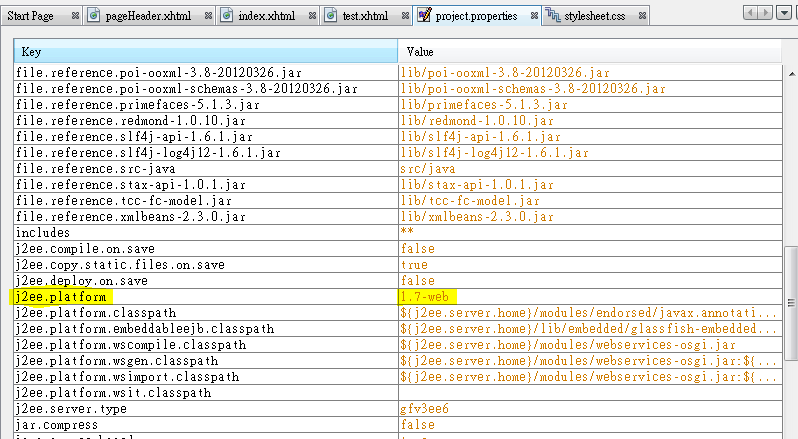 Start Page pageHeader.xhtml index.xhtml test.xhtml project.properties stylesheet.css
Key Value
file.reference.poi-ooxml-3.8-20120326.jar lib/poi-ooxml-3.8-20120326.jar
file.reference.poi-ooxml-schemas-3.8-20120326.jar lib/poi-ooxml-schemas-3.8-20120326.jar
file.reference.primefaces-5.1.3.jar lib/primefaces-5.1.3.jar
file.reference.redmond-1.0.10.jar lib/redmond-1.0.10.jar
file.reference.slf4j-api-1.6.1.jar lib/slf4j-api-1.6.1.jar
file.reference.slf4j-log4j12-1.6.1.jar lib/slf4j-log4j12-1.6.1.jar
file.reference.src-java src/java
file.reference.stax-api-1.0.1.jar lib/stax-api-1.0.1.jar
file.reference.tcc-fc-model.jar lib/tcc-fc-model.jar
file.reference.xmlbeans-2.3.0.jar lib/xmlbeans-2.3.0.jar
includes **
j2ee.compile.on.save false
j2ee.copy.static.files.on.save true
j2ee.deploy.on.save false
j2ee.platform 1.7-web
j2ee.platform.classpath ${j2ee.server.home}/modules/endorsed/javax.annotati...
j2ee.platform.embeddableejb.classpath ${j2ee.server.home}/lib/embedded/glassfish-embedded...
j2ee.platform.wscompile.classpath ${j2ee.server.home}/modules/webservices-osgi.jar
j2ee.platform.wsgen.classpath ${j2ee.server.home}/modules/webservices-osgi.jar:${...
j2ee.platform.wsimport.classpath ${j2ee.server.home}/modules/webservices-osgi.jar:${...
j2ee.platform.wsit.classpath
j2ee.server.type gfv3ee6
jar.compress false